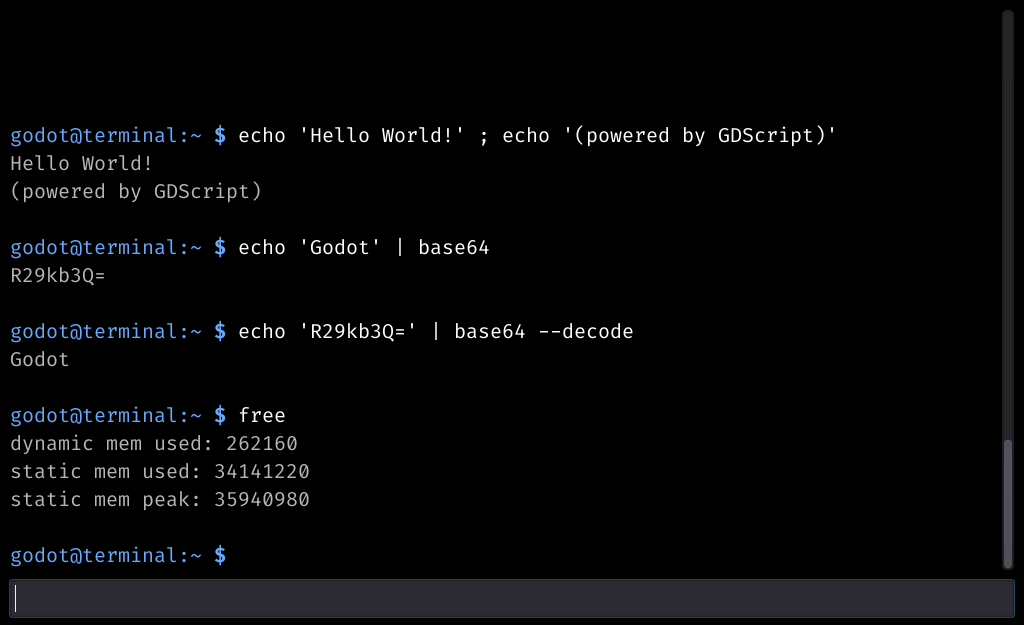 godot@terminal:~ $ echo 'Hello World!' ; echo '(powered by GDScript)'
Hello World!
(powered by GDScript)
godot@terminal:~ $ echo 'Godot' | base64
R29kb3Q=
godot@terminal:~ $ echo 'R29kb3Q=' | base64 --decode
Godot
godot@terminal:~ $ free
dynamic mem used: 262160
static mem used: 34141220
static mem peak: 35940980
godot@terminal:~ $